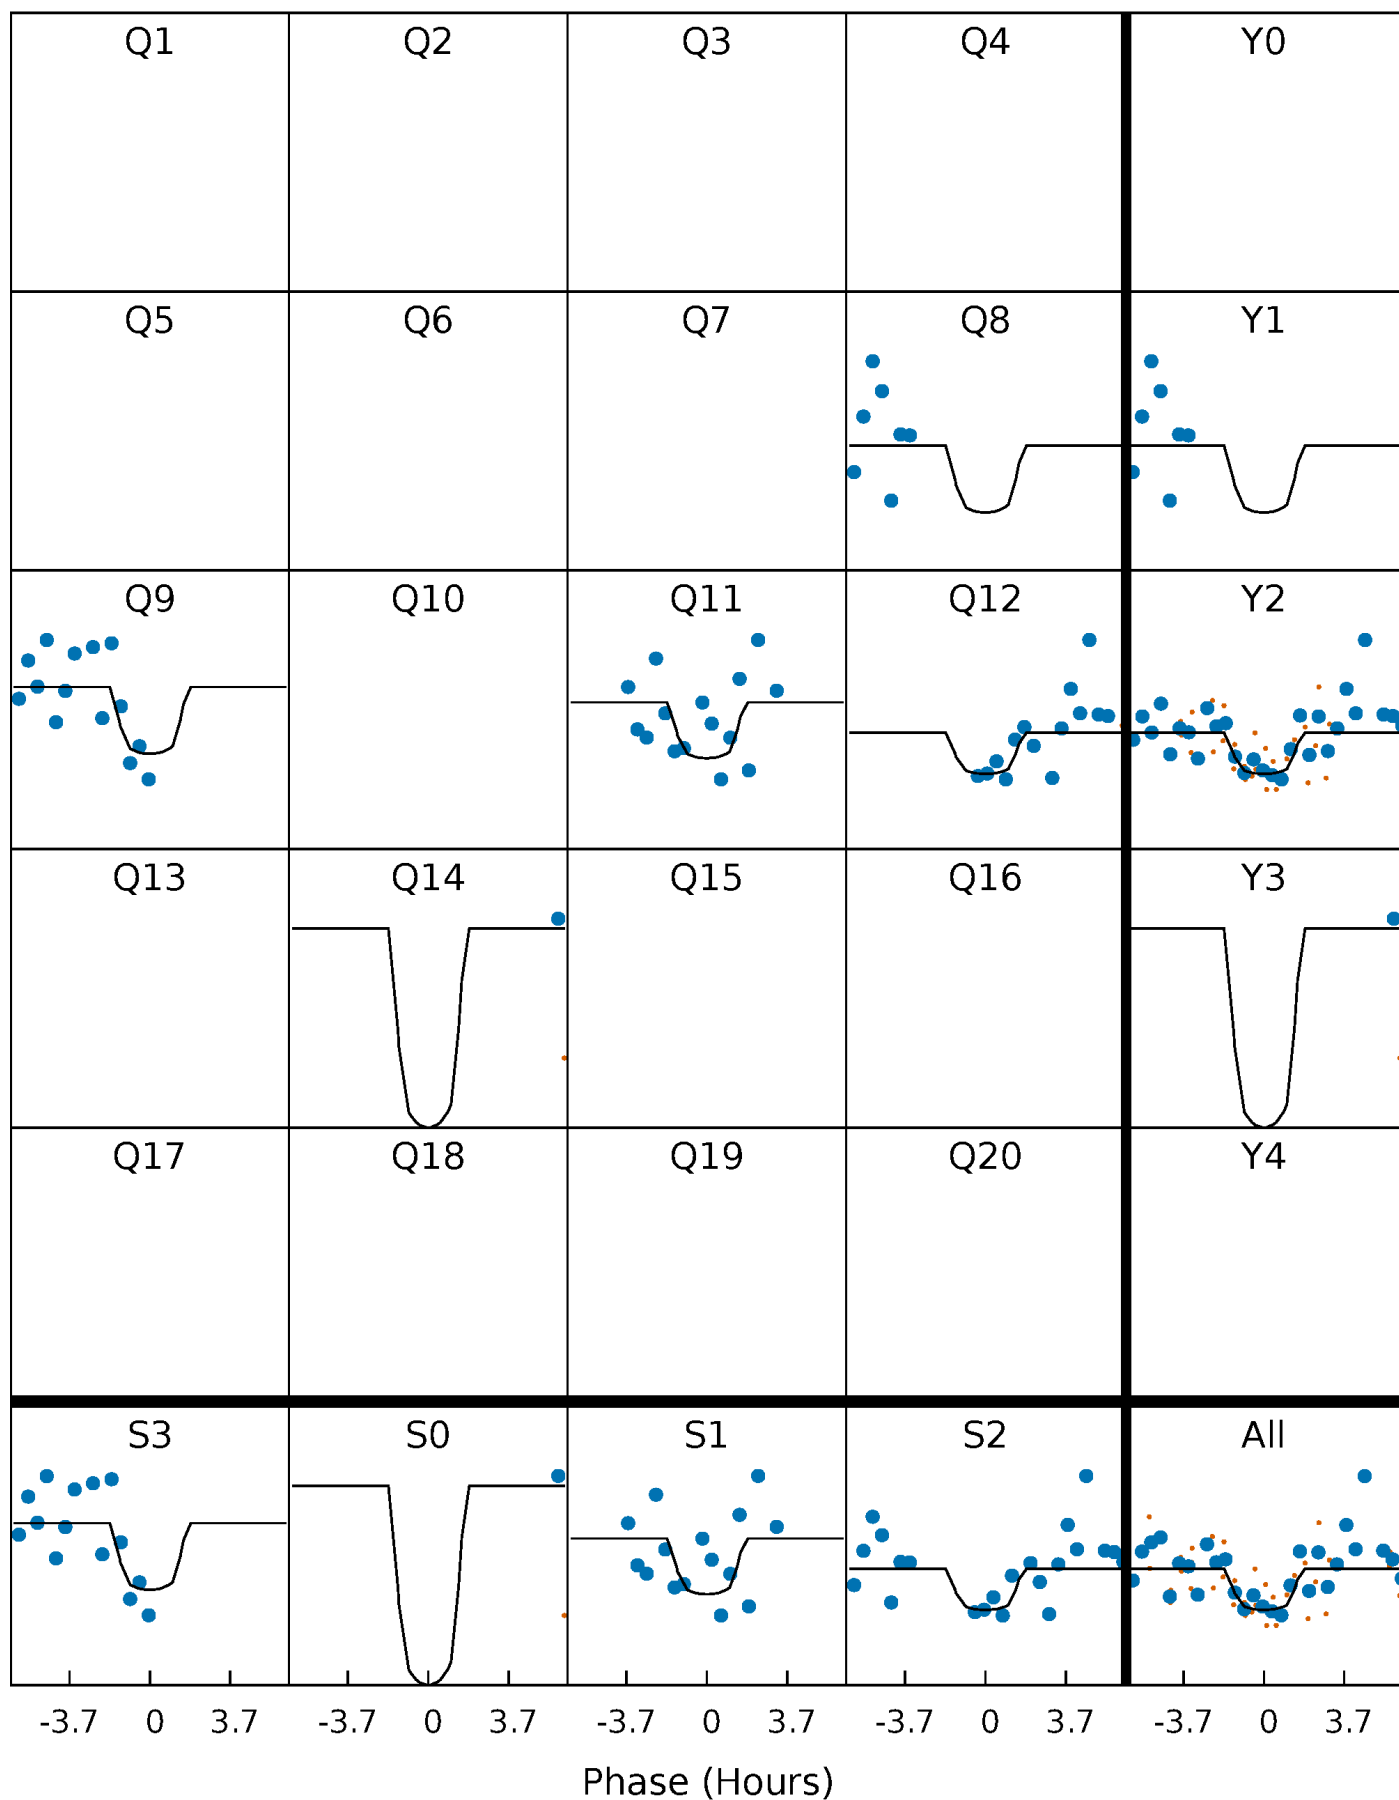 Q1 Q2 Q3 Q4 Y0
Q5 Q6 Q7 Q8 Y1
Q9 Q10 Q11 Q12 Y2
Q13 Q14 Q15 Q16 Y3
Q17 Q18 Q19 Q20 Y4
S3 S0 S1 S2 All
-3.7 0 3.7 -3.7 0 3.7 -3.7 0 3.7 -3.7 0 3.7 -3.7 0 3.7
Phase (Hours)